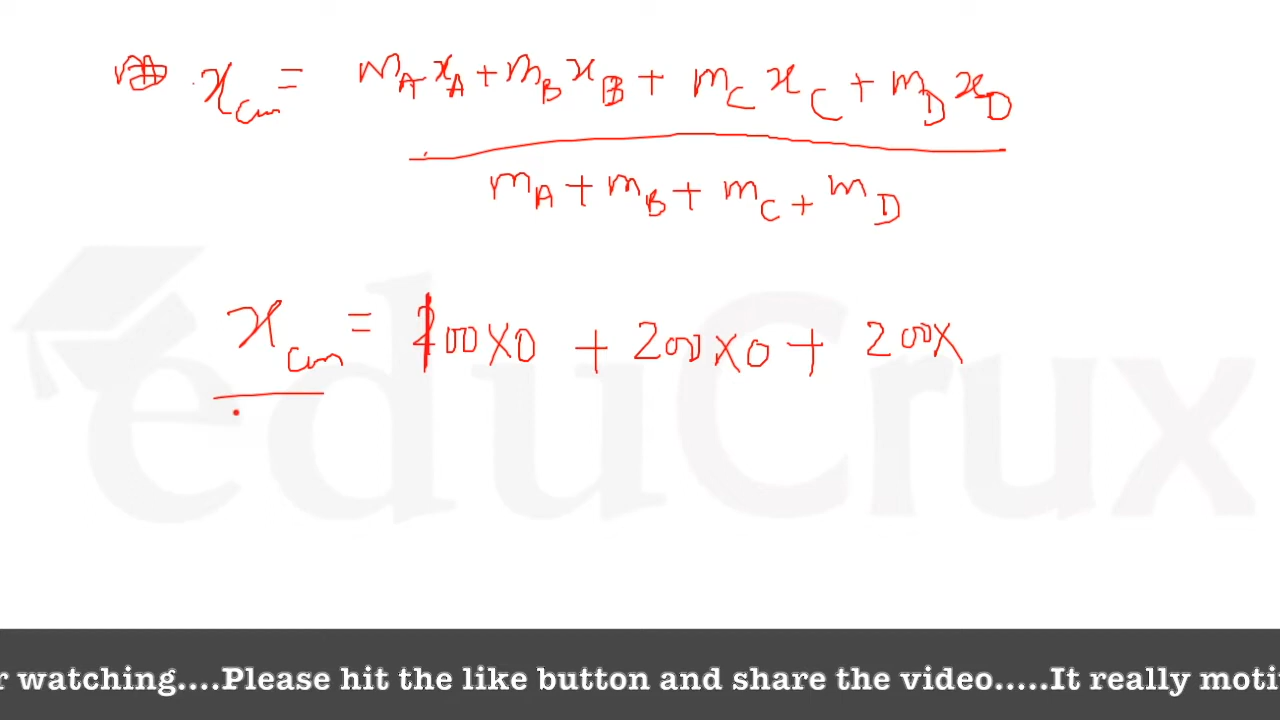 x_cm = m_A x_A + m_B x_B + m_C x_C + m_D x_D
m_A + m_B + m_C + m_D
x_cm = 100×0 + 200×0 + 200×
eduCrux
r watching....Please hit the like button and share the video.....It really moti